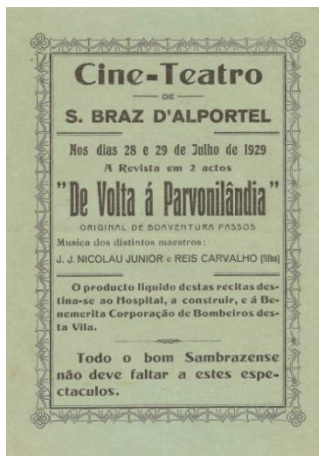 Cine-Teatro
DE
S. BRAZ D'ALPORTEL
Nos dias 28 e 29 de Julho de 1929
A Revista em 2 actos
"De Volta á Parvonilândia"
ORIGINAL DE BOAVENTURA PASSOS
Musica dos distintos maestros:
J. J. NICOLAU JUNIOR e REIS CARVALHO (filho)
O producto liquido destas recitas des-
tina-se ao Hospital, a construir, e á Be-
nemerita Corporação de Bombeiros des-
ta Vila.
Todo o bom Sambrazense
não deve faltar a estes espe-
ctaculos.